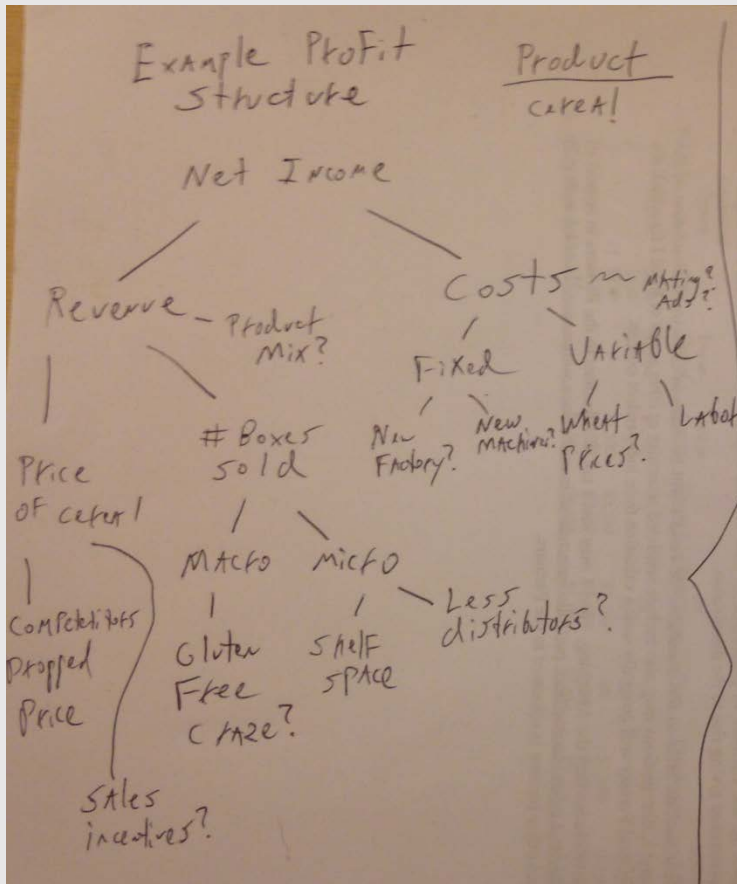 Example Profit
Structure
Product
cereal
Net Income
Revenue
Product
Mix?
Costs
Ads?
Fixed
Variable
New
Factory?
New
Machines?
Wheat
Prices?
Labor
Price
of cereal
# Boxes
sold
Macro
Micro
Competitors
Dropped
Price
Gluten
Free
Craze?
Shelf
space
Less
distributors?
Sales
incentives?